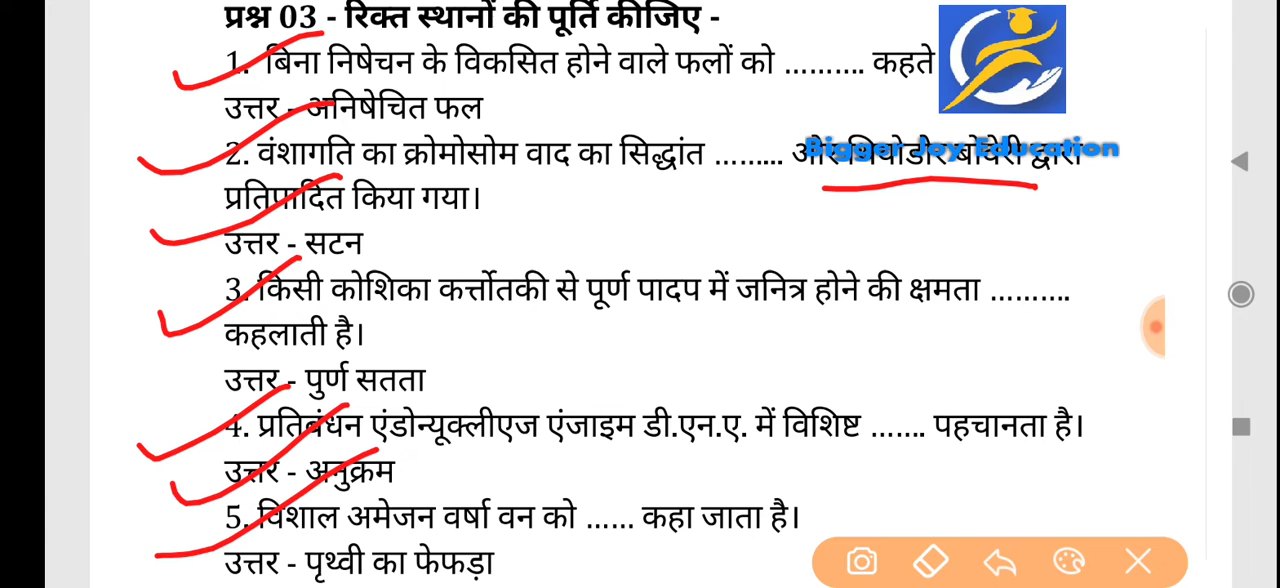 प्रश्न 03 - रिक्त स्थानों की पूर्ति कीजिए -
1. बिना निषेचन के विकसित होने वाले फलों को .......... कहते
उत्तर - अनिषेचित फल
2. वंशागति का क्रोमोसोम वाद का सिद्धांत ......... और थियोडोर बोवेरी द्वारा
Bigger Joy Education
प्रतिपादित किया गया।
उत्तर - सटन
3. किसी कोशिका कर्त्तोतकी से पूर्ण पादप में जनित्र होने की क्षमता ..........
कहलाती है।
उत्तर - पुर्ण सतता
4. प्रतिबंधन एंडोन्यूक्लीएज एंजाइम डी.एन.ए. में विशिष्ट ....... पहचानता है।
उत्तर - अनुक्रम
5. विशाल अमेजन वर्षा वन को ...... कहा जाता है।
उत्तर - पृथ्वी का फेफड़ा